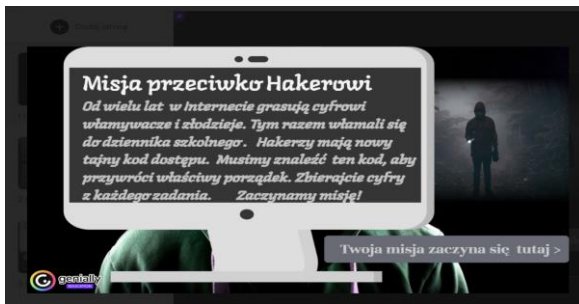 Misja przeciwko Hakerowi
Od wielu lat w Internecie grasują cyfrowi
włamywacze i złodzieje. Tym razem włamali się
do dziennika szkolnego. Hakerzy mają nowy
tajny kod dostępu. Musimy znaleźć ten kod, aby
przywróci właściwy porządek. Zbierajcie cyfry
z każdego zadania. Zaczynamy misję!
Twoja misja zaczyna się tutaj >
genially